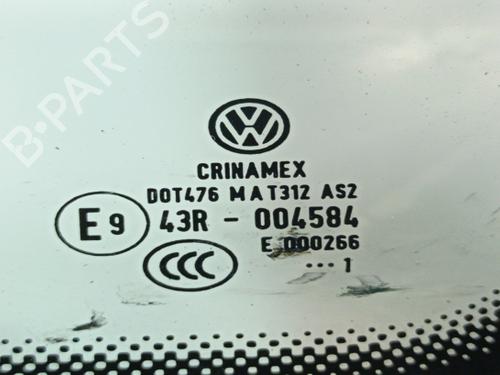 B-PARTS
VW
CRINAMEX
DOT476 MAT312 AS2
E9 43R - 004584
E 000266
CCC ... 1